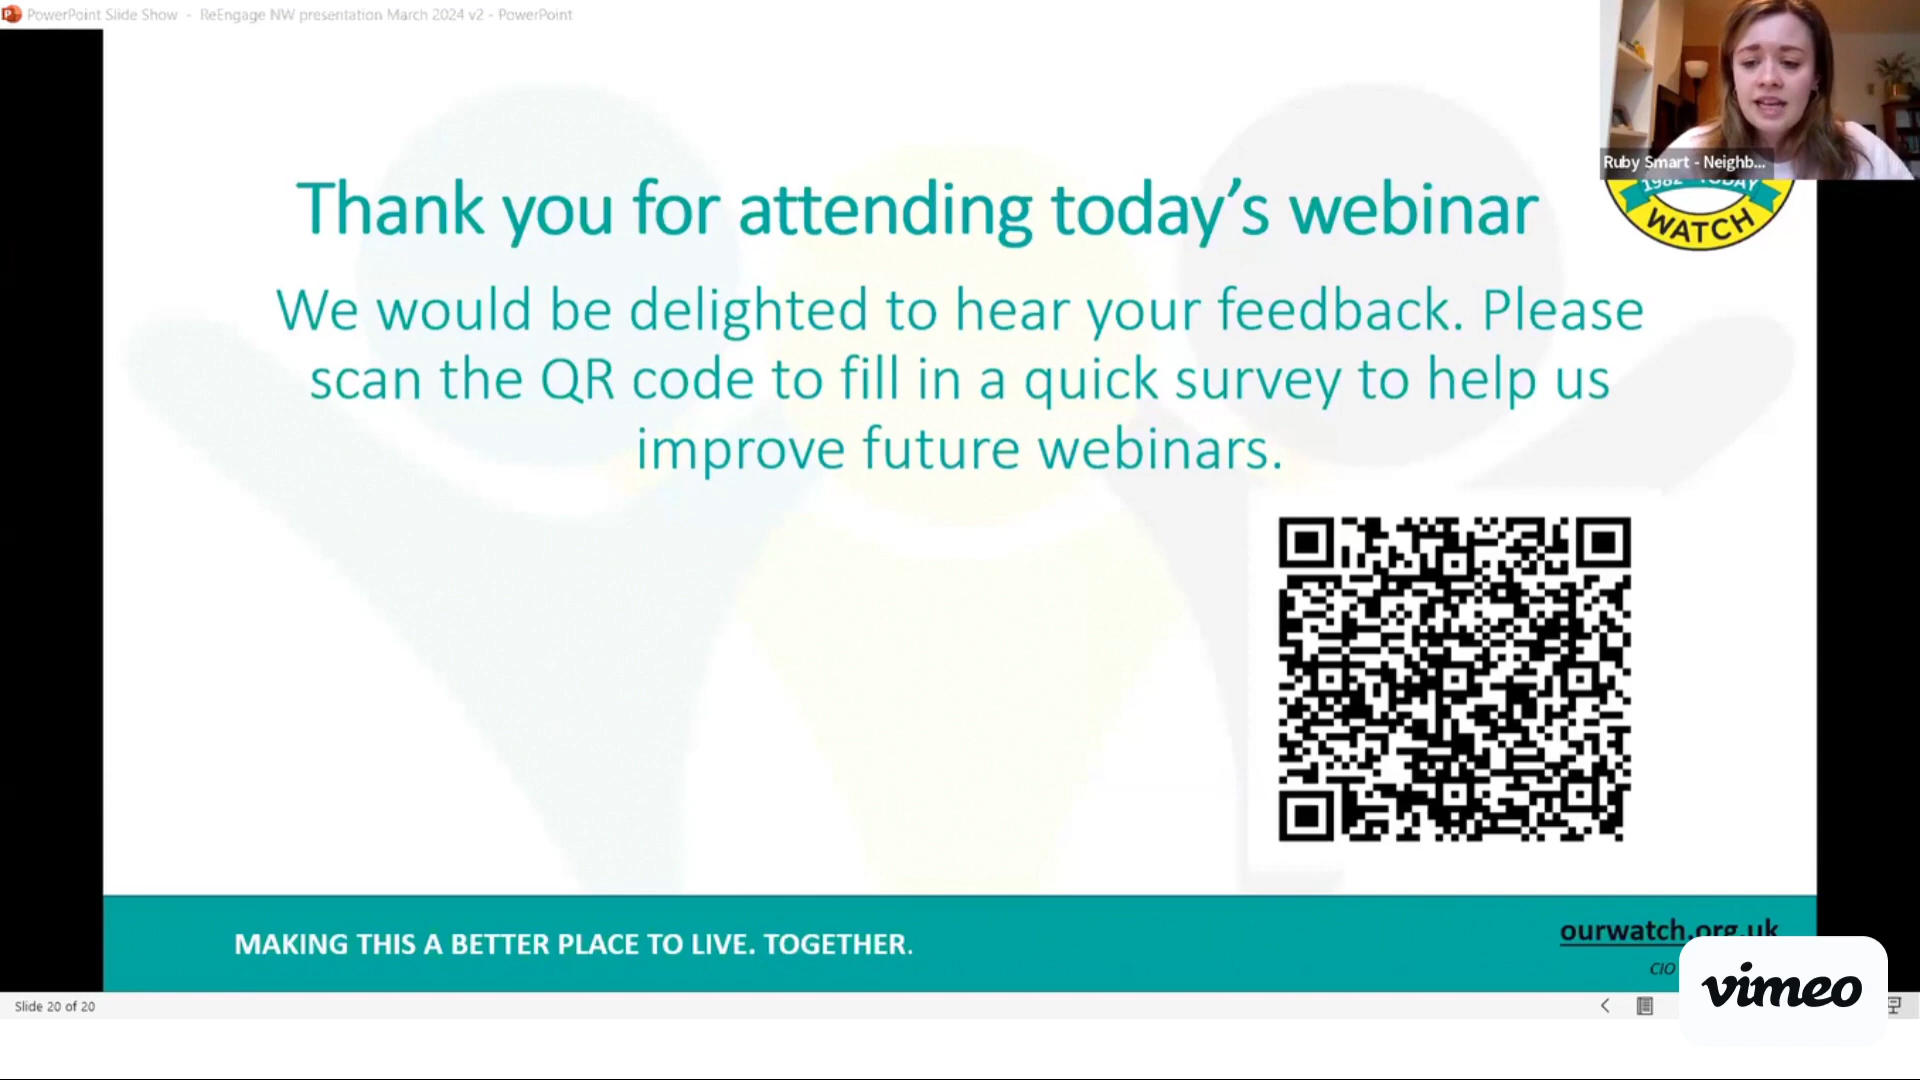 PowerPoint Slide Show - ReEngage NW presentation March 2024 v2 - PowerPoint
Ruby Smart - Neighb...
1982 - TODAY
WATCH
Thank you for attending today’s webinar
We would be delighted to hear your feedback. Please
scan the QR code to fill in a quick survey to help us
improve future webinars.
MAKING THIS A BETTER PLACE TO LIVE. TOGETHER.
ourwatch.org.uk
CIO
vimeo
Slide 20 of 20